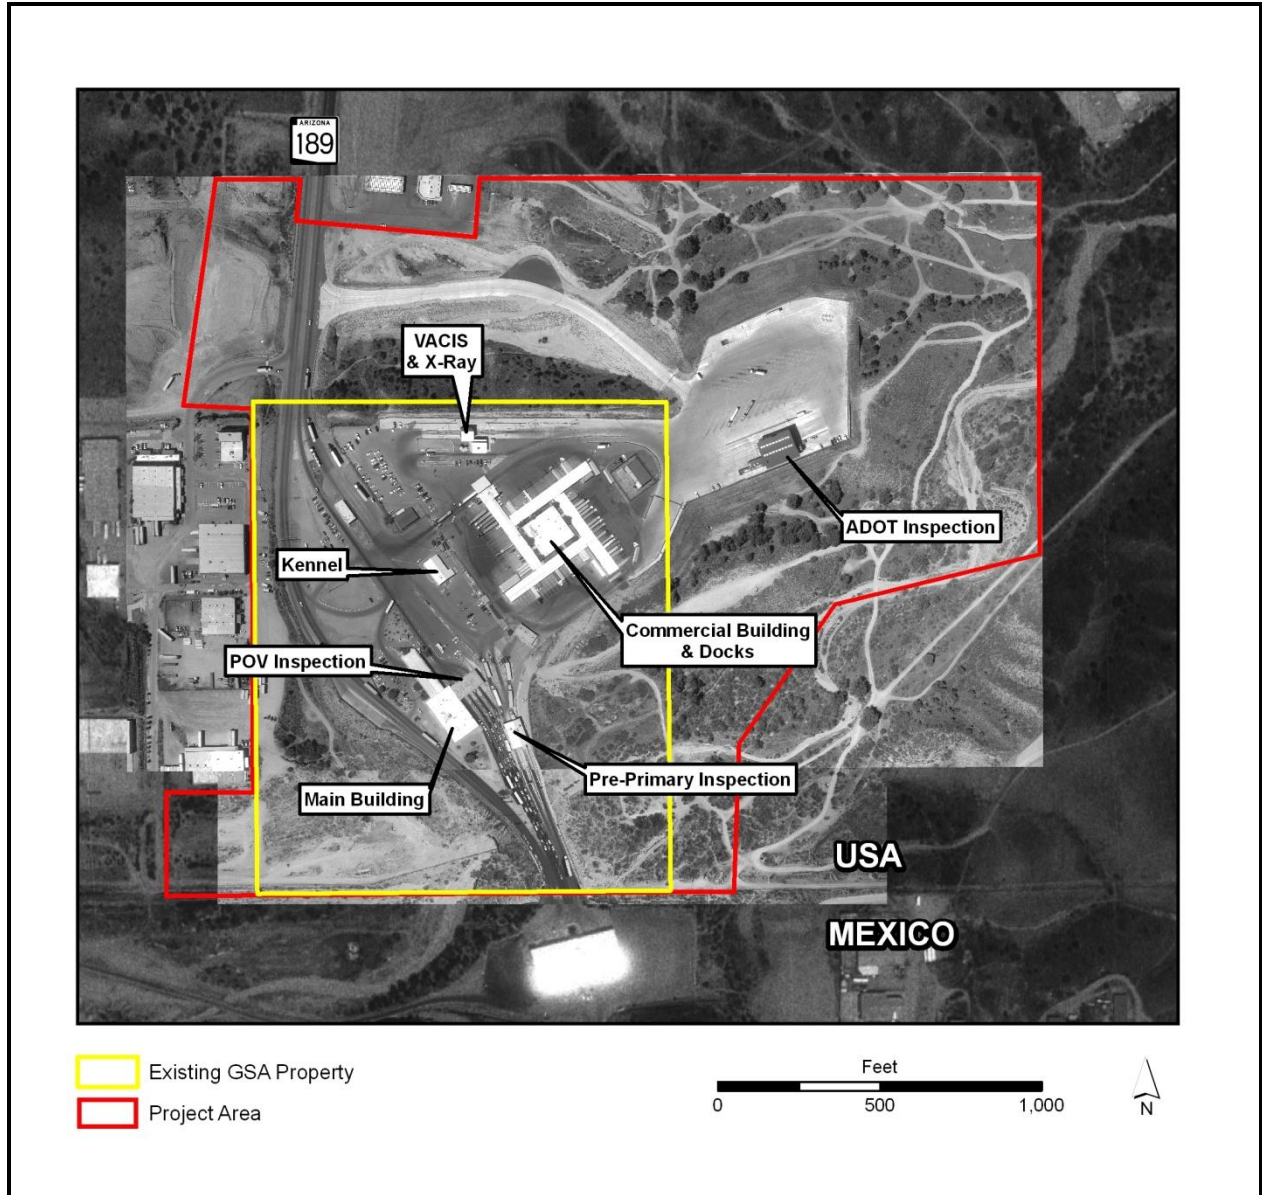 ARIZONA
189
VACIS
& X-Ray
ADOT Inspection
Kennel
Commercial Building
& Docks
POV Inspection
Pre-Primary Inspection
Main Building
USA
MEXICO
Existing GSA Property
Project Area
Feet
0
500
1,000
N